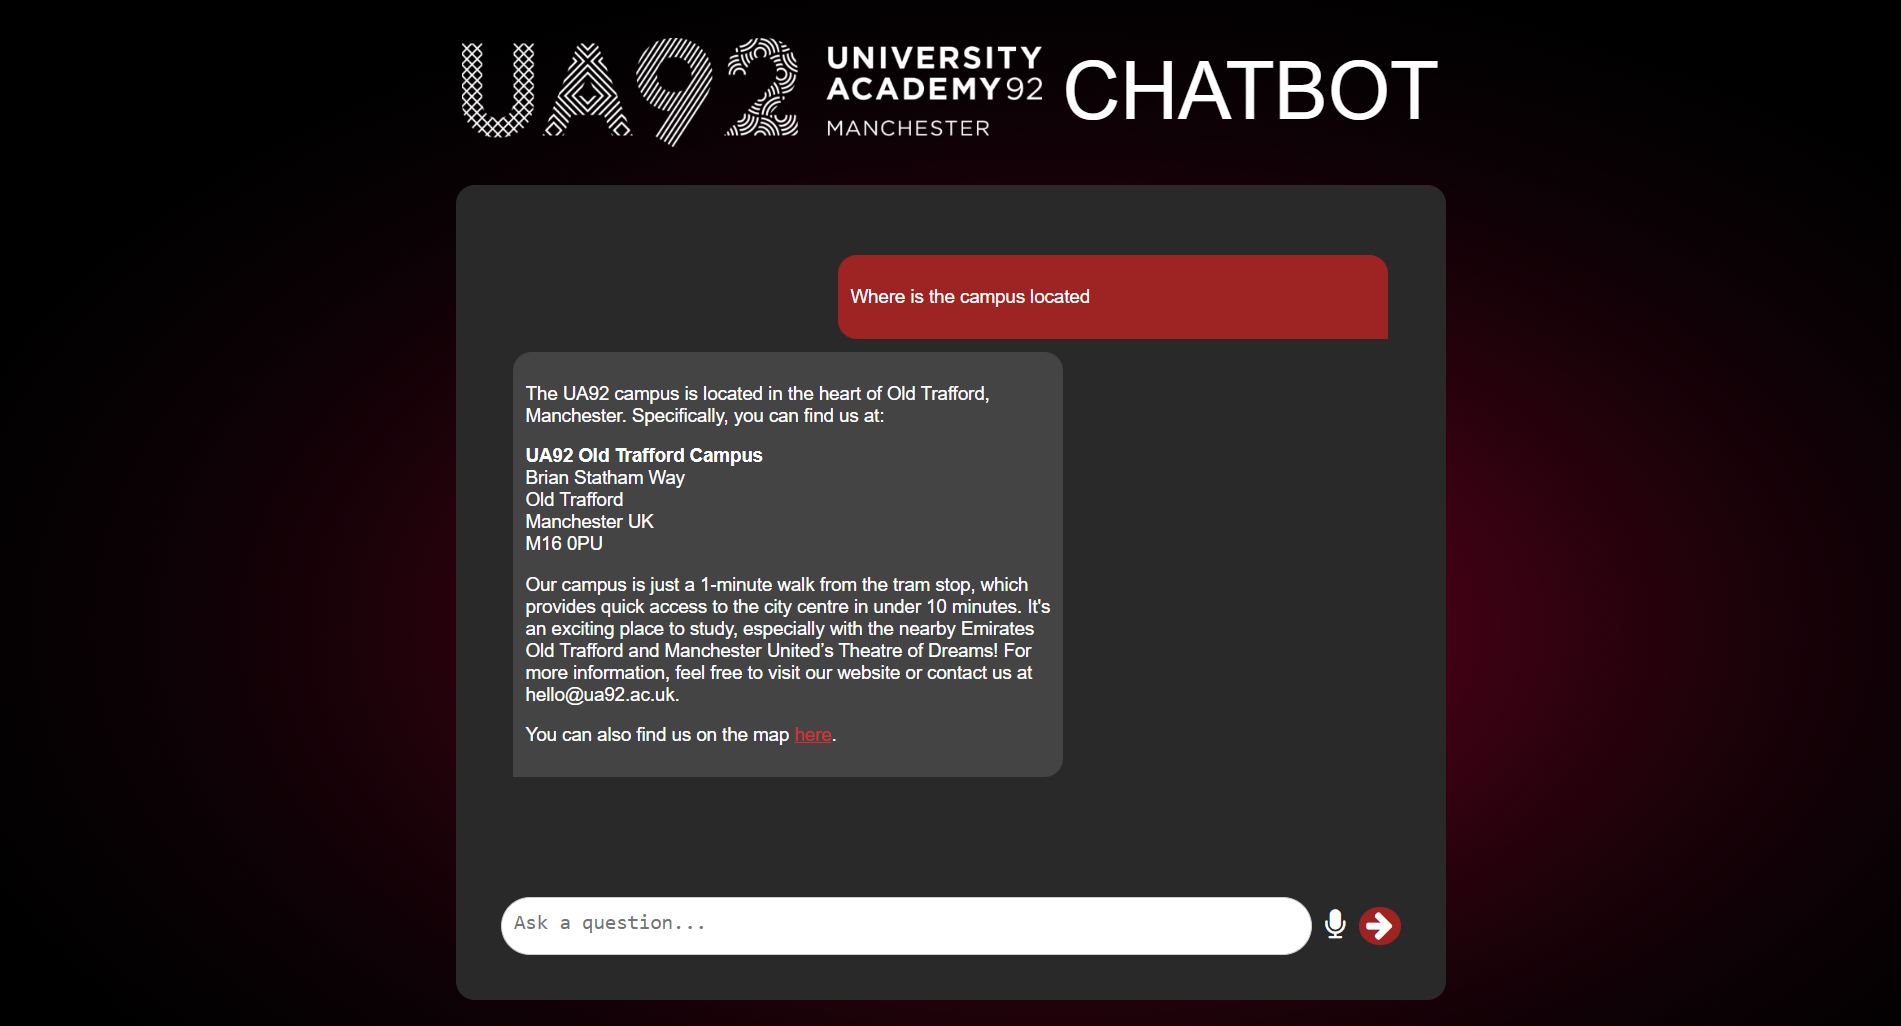 UA92
UNIVERSITY
ACADEMY 92
MANCHESTER
CHATBOT
Where is the campus located
The UA92 campus is located in the heart of Old Trafford,
Manchester. Specifically, you can find us at:
UA92 Old Trafford Campus
Brian Statham Way
Old Trafford
Manchester UK
M16 0PU
Our campus is just a 1-minute walk from the tram stop, which
provides quick access to the city centre in under 10 minutes. It's
an exciting place to study, especially with the nearby Emirates
Old Trafford and Manchester United’s Theatre of Dreams! For
more information, feel free to visit our website or contact us at
hello@ua92.ac.uk.
You can also find us on the map here.
Ask a question...